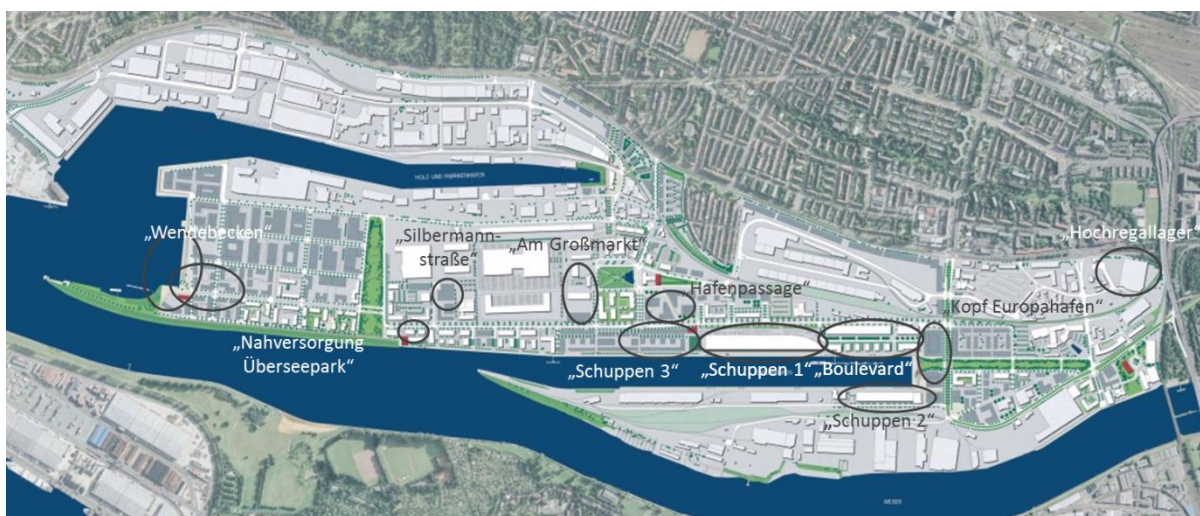 HOLZ- UND FABRIKENHAFEN
„Wendebecken“
„Silbermann-
straße“
„Am Großmarkt“
„Hochregallager“
Hafenpassage“
„Kopf Europahafen“
„Nahversorgung
Überseepark“
„Schuppen 3“
„Schuppen 1“
„Boulevard“
„Schuppen 2“
WESER